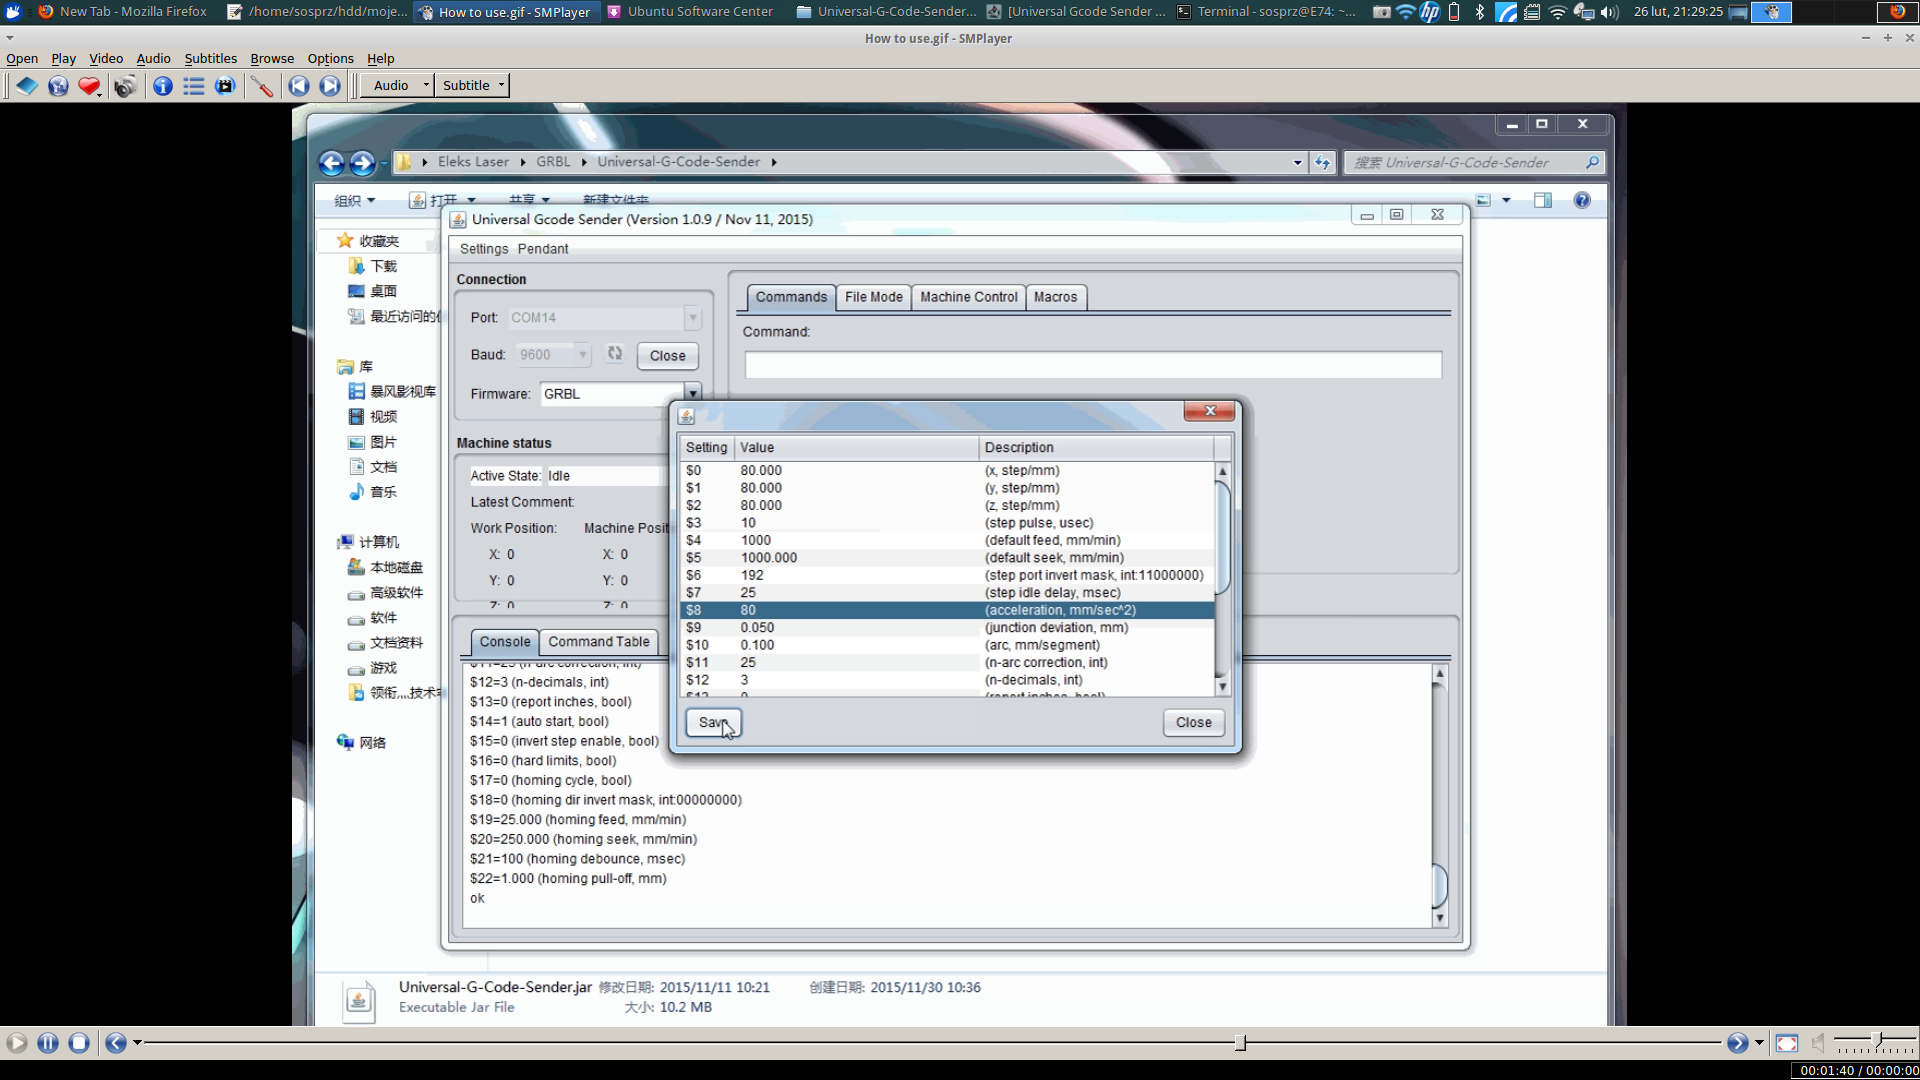 New Tab - Mozilla Firefox
/home/sosprz/hdd/moje...
How to use.gif - SMPlayer
Ubuntu Software Center
Universal-G-Code-Sender...
[Universal Gcode Sender ...
Terminal - sosprz@E74: ~...
26 lut, 21:29:25
How to use.gif - SMPlayer
Open Play Video Audio Subtitles Browse Options Help
Audio Subtitle
Eleks Laser GRBL Universal-G-Code-Sender
搜索 Universal-G-Code-Sender
组织 打开 共享 新建文件夹
收藏夹
下载
桌面
最近访问的
库
暴风影视库
视频
图片
文档
音乐
计算机
本地磁盘
高级软件
软件
文档资料
游戏
领衔,,,,技术
网络
Universal Gcode Sender (Version 1.0.9 / Nov 11, 2015)
Settings Pendant
Connection
Port: COM14
Baud: 9600 Close
Firmware: GRBL
Machine status
Active State: Idle
Latest Comment:
Work Position: Machine Posit
X: 0 X: 0
Y: 0 Y: 0
Z: 0 Z: 0
Commands File Mode Machine Control Macros
Command:
Setting Value Description
$0 80.000 (x, step/mm)
$1 80.000 (y, step/mm)
$2 80.000 (z, step/mm)
$3 10 (step pulse, usec)
$4 1000 (default feed, mm/min)
$5 1000.000 (default seek, mm/min)
$6 192 (step port invert mask, int:11000000)
$7 25 (step idle delay, msec)
$8 80 (acceleration, mm/sec^2)
$9 0.050 (junction deviation, mm)
$10 0.100 (arc, mm/segment)
$11 25 (n-arc correction, int)
$12 3 (n-decimals, int)
$13 0 (report inches, bool)
Save Close
Console Command Table
$11=25 (n-arc correction, int)
$12=3 (n-decimals, int)
$13=0 (report inches, bool)
$14=1 (auto start, bool)
$15=0 (invert step enable, bool)
$16=0 (hard limits, bool)
$17=0 (homing cycle, bool)
$18=0 (homing dir invert mask, int:00000000)
$19=25.000 (homing feed, mm/min)
$20=250.000 (homing seek, mm/min)
$21=100 (homing debounce, msec)
$22=1.000 (homing pull-off, mm)
ok
Universal-G-Code-Sender.jar 修改日期: 2015/11/11 10:21 创建日期: 2015/11/30 10:36
Executable Jar File 大小: 10.2 MB
00:01:40 / 00:00:00